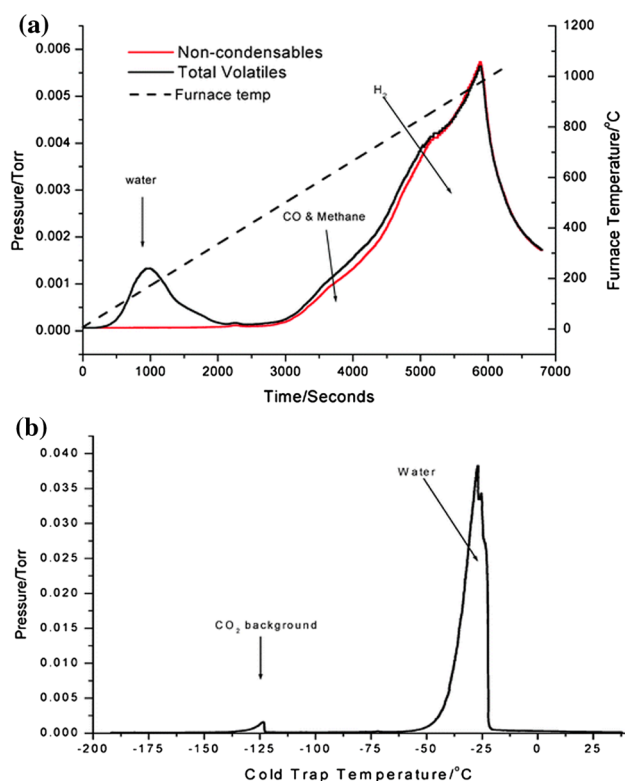 (a)
0.006
0.005
0.004
0.003
0.002
0.001
0.000
Pressure/Torr
Non-condensables
Total Volatiles
Furnace temp
water
CO & Methane
H₂
1200
1000
800
600
400
200
0
Furnace Temperature/°C
0 1000 2000 3000 4000 5000 6000 7000
Time/Seconds
(b)
0.040
0.035
0.030
0.025
0.020
0.015
0.010
0.005
0.000
Pressure/Torr
Water
CO₂ background
-200 -175 -150 -125 -100 -75 -50 -25 0 25
Cold Trap Temperature/°C